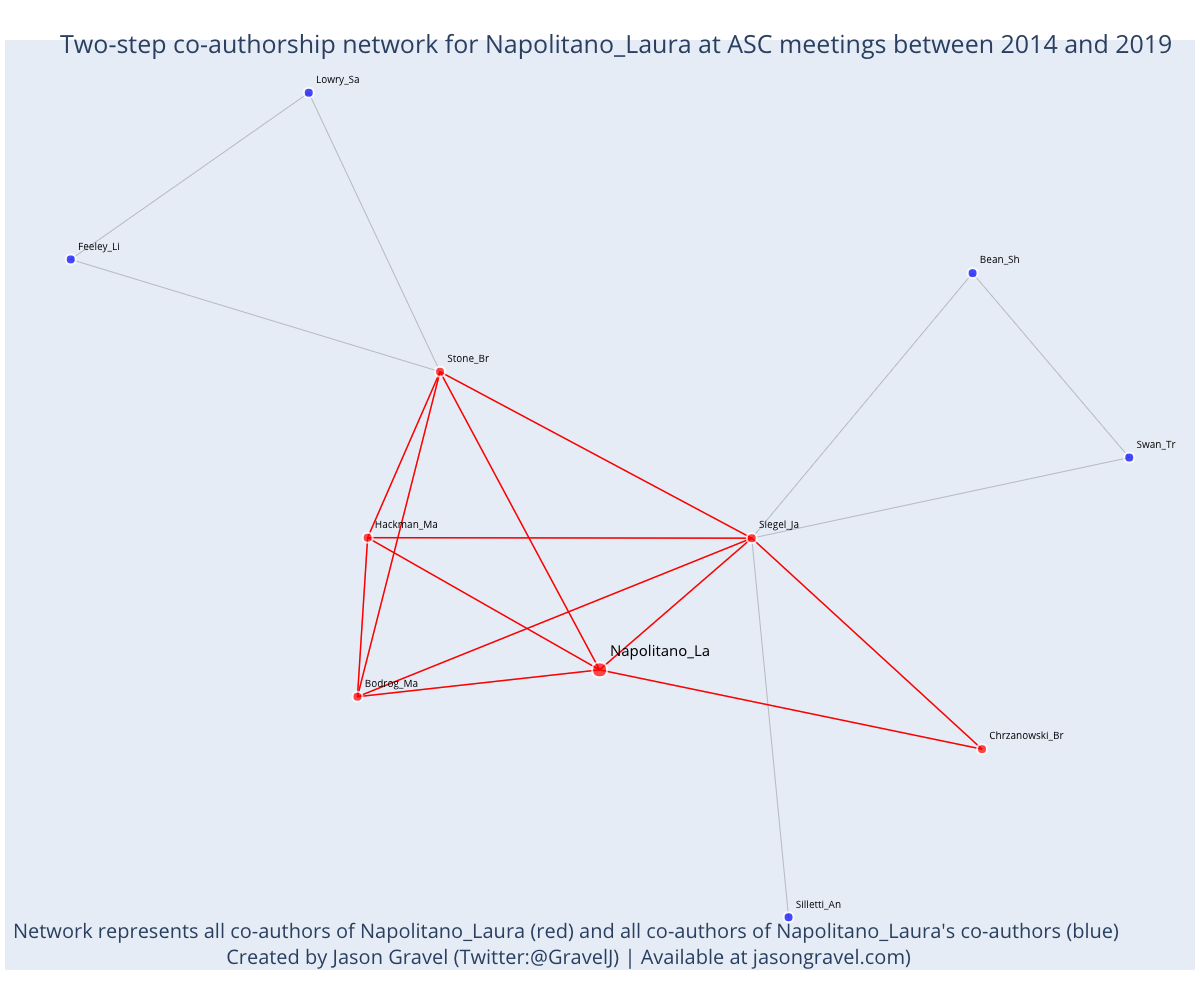 Two-step co-authorship network for Napolitano_Laura at ASC meetings between 2014 and 2019
Lowry_Sa
Feeley_Li
Bean_Sh
Stone_Br
Swan_Tr
Hackman_Ma
Siegel_Ja
Napolitano_La
Bodrog_Ma
Chrzanowski_Br
Silletti_An
Network represents all co-authors of Napolitano_Laura (red) and all co-authors of Napolitano_Laura's co-authors (blue)
Created by Jason Gravel (Twitter:@GravelJ) | Available at jasongravel.com)